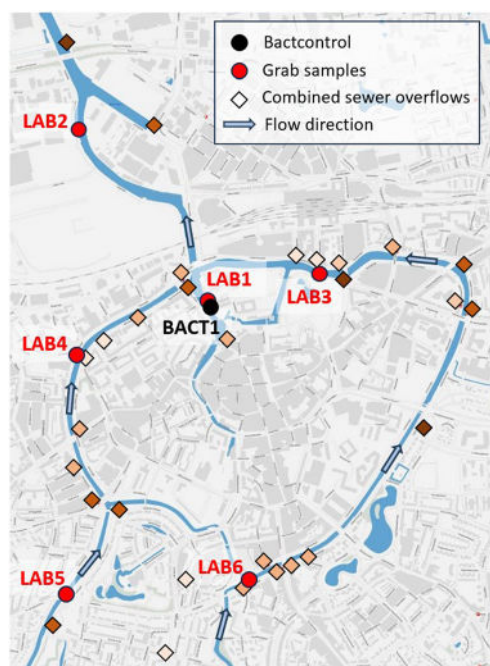 Bactcontrol
Grab samples
Combined sewer overflows
Flow direction
LAB2
LAB1
LAB3
BACT1
LAB4
LAB5
LAB6